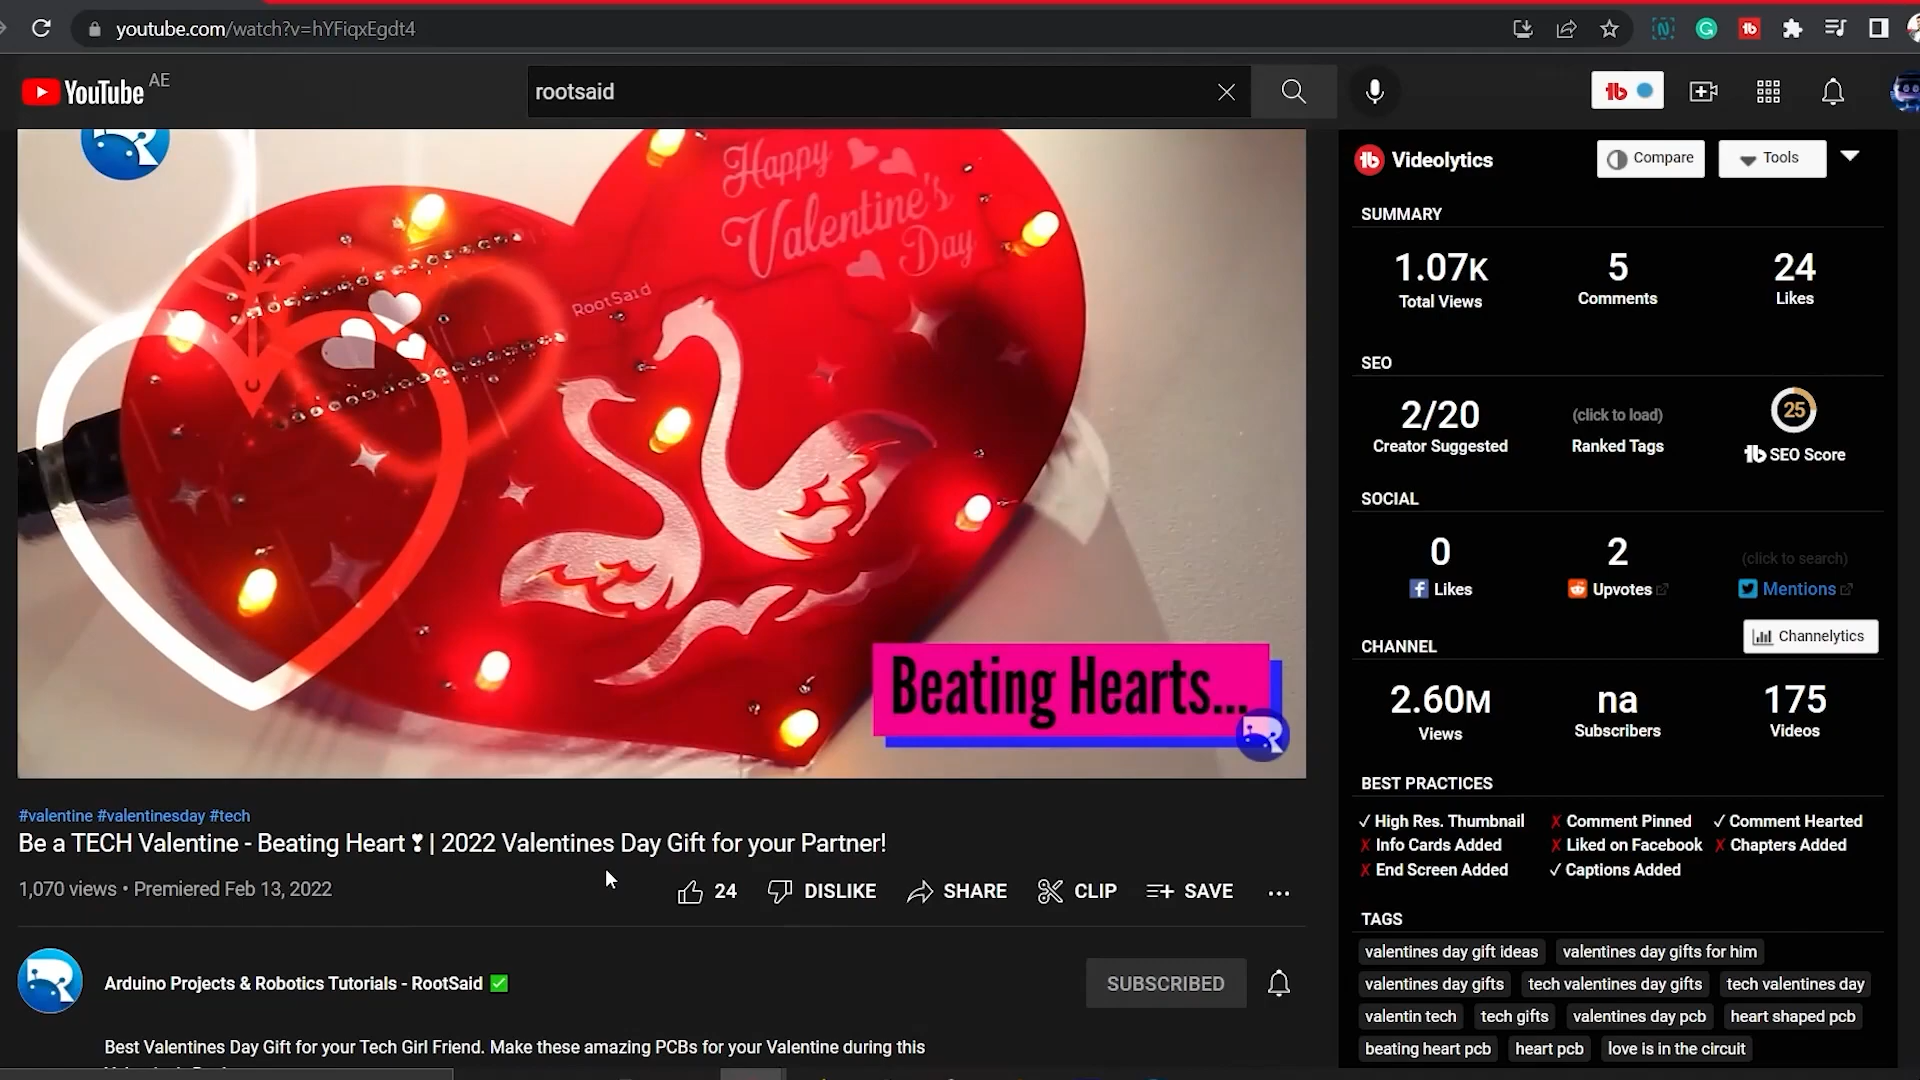 youtube.com/watch?v=hYFiqxEgdt4
YouTube AE
rootsaid
Happy
Valentine's
Day
RootSaid
Beating Hearts...
#valentine #valentinesday #tech
Be a TECH Valentine - Beating Heart ❣ | 2022 Valentines Day Gift for your Partner!
1,070 views • Premiered Feb 13, 2022
24 DISLIKE SHARE CLIP SAVE ...
Arduino Projects & Robotics Tutorials - RootSaid ✅
SUBSCRIBED
Best Valentines Day Gift for your Tech Girl Friend. Make these amazing PCBs for your Valentine during this
tb
tb Videolytics Compare Tools
SUMMARY
1.07K 5 24
Total Views Comments Likes
SEO
2/20 (click to load) 25
Creator Suggested Ranked Tags tb SEO Score
SOCIAL
0 2 (click to search)
Likes Upvotes Mentions
CHANNEL Channelytics
2.60M na 175
Views Subscribers Videos
BEST PRACTICES
✓ High Res. Thumbnail ✗ Comment Pinned ✓ Comment Hearted
✗ Info Cards Added ✗ Liked on Facebook ✗ Chapters Added
✗ End Screen Added ✓ Captions Added
TAGS
valentines day gift ideas valentines day gifts for him
valentines day gifts tech valentines day gifts tech valentines day
valentin tech tech gifts valentines day pcb heart shaped pcb
beating heart pcb heart pcb love is in the circuit